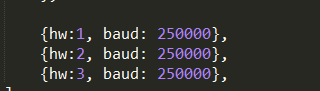 {hw:1, baud: 250000},
{hw:2, baud: 250000},
{hw:3, baud: 250000},